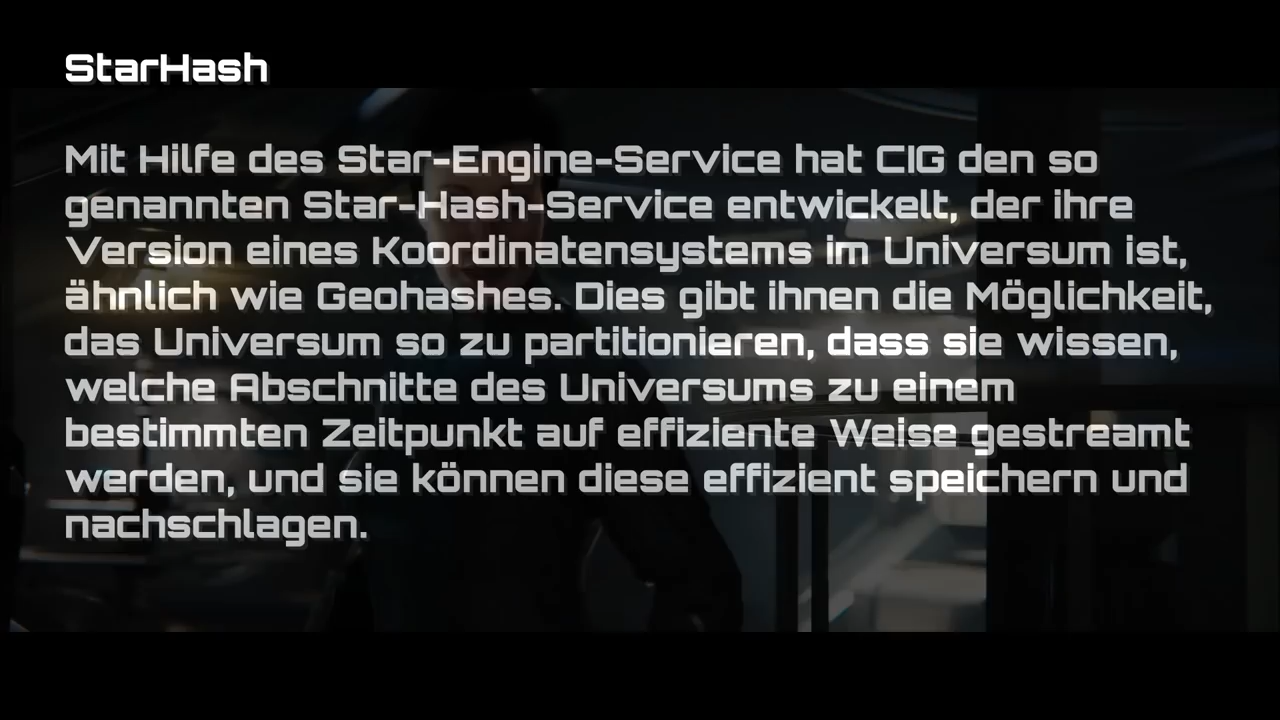 StarHash
Mit Hilfe des Star-Engine-Service hat CIG den so
genannten Star-Hash-Service entwickelt, der ihre
Version eines Koordinatensystems im Universum ist,
ähnlich wie Geohashes. Dies gibt ihnen die Möglichkeit,
das Universum so zu partitionieren, dass sie wissen,
welche Abschnitte des Universums zu einem
bestimmten Zeitpunkt auf effiziente Weise gestreamt
werden, und sie können diese effizient speichern und
nachschlagen.